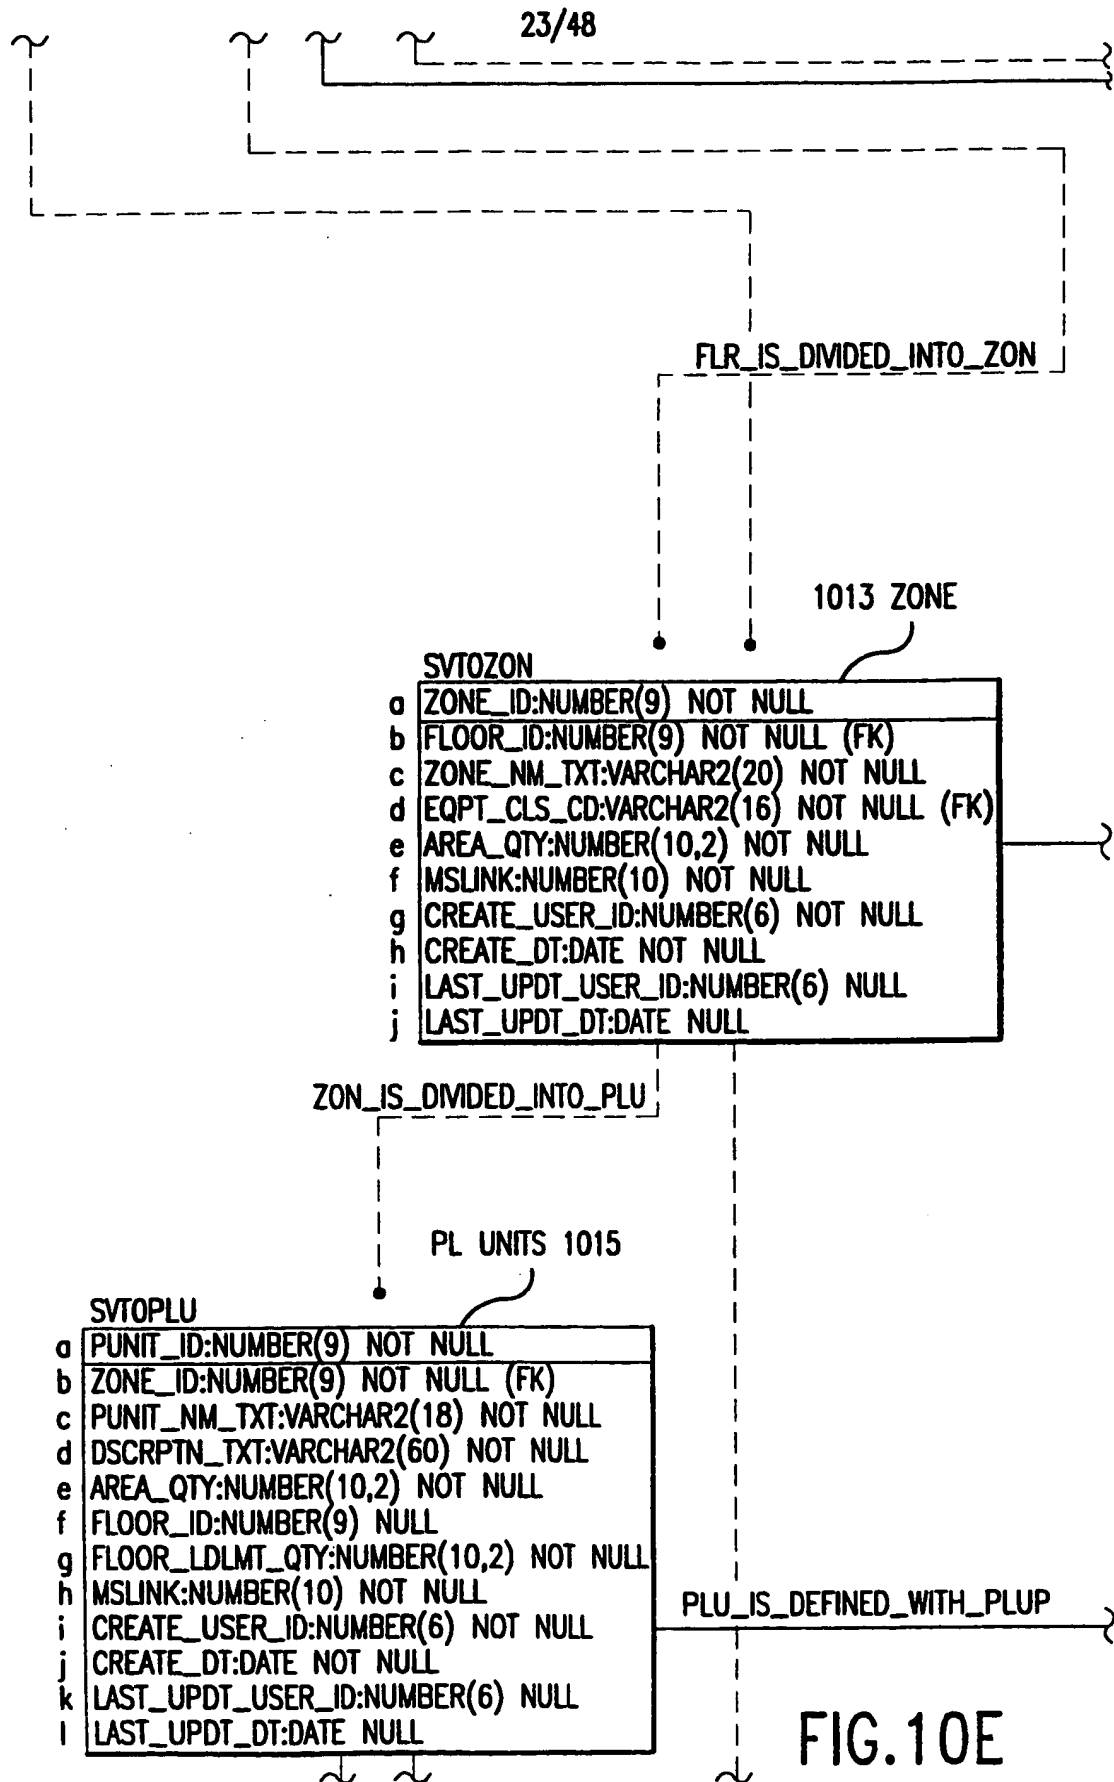 23/48
FLR_IS_DIVIDED_INTO_ZON
1013 ZONE
SVTOZON
a ZONE_ID:NUMBER(9) NOT NULL
b FLOOR_ID:NUMBER(9) NOT NULL (FK)
c ZONE_NM_TXT:VARCHAR2(20) NOT NULL
d EQPT_CLS_CD:VARCHAR2(16) NOT NULL (FK)
e AREA_QTY:NUMBER(10,2) NOT NULL
f MSLINK:NUMBER(10) NOT NULL
g CREATE_USER_ID:NUMBER(6) NOT NULL
h CREATE_DT:DATE NOT NULL
i LAST_UPDT_USER_ID:NUMBER(6) NULL
j LAST_UPDT_DT:DATE NULL
ZON_IS_DIVIDED_INTO_PLU
PL UNITS 1015
SVTOPLU
a PUNIT_ID:NUMBER(9) NOT NULL
b ZONE_ID:NUMBER(9) NOT NULL (FK)
c PUNIT_NM_TXT:VARCHAR2(18) NOT NULL
d DSCRPTN_TXT:VARCHAR2(60) NOT NULL
e AREA_QTY:NUMBER(10,2) NOT NULL
f FLOOR_ID:NUMBER(9) NULL
g FLOOR_LDLMT_QTY:NUMBER(10,2) NOT NULL
h MSLINK:NUMBER(10) NOT NULL
i CREATE_USER_ID:NUMBER(6) NOT NULL
j CREATE_DT:DATE NOT NULL
k LAST_UPDT_USER_ID:NUMBER(6) NULL
l LAST_UPDT_DT:DATE NULL
PLU_IS_DEFINED_WITH_PLUP
FIG.10E